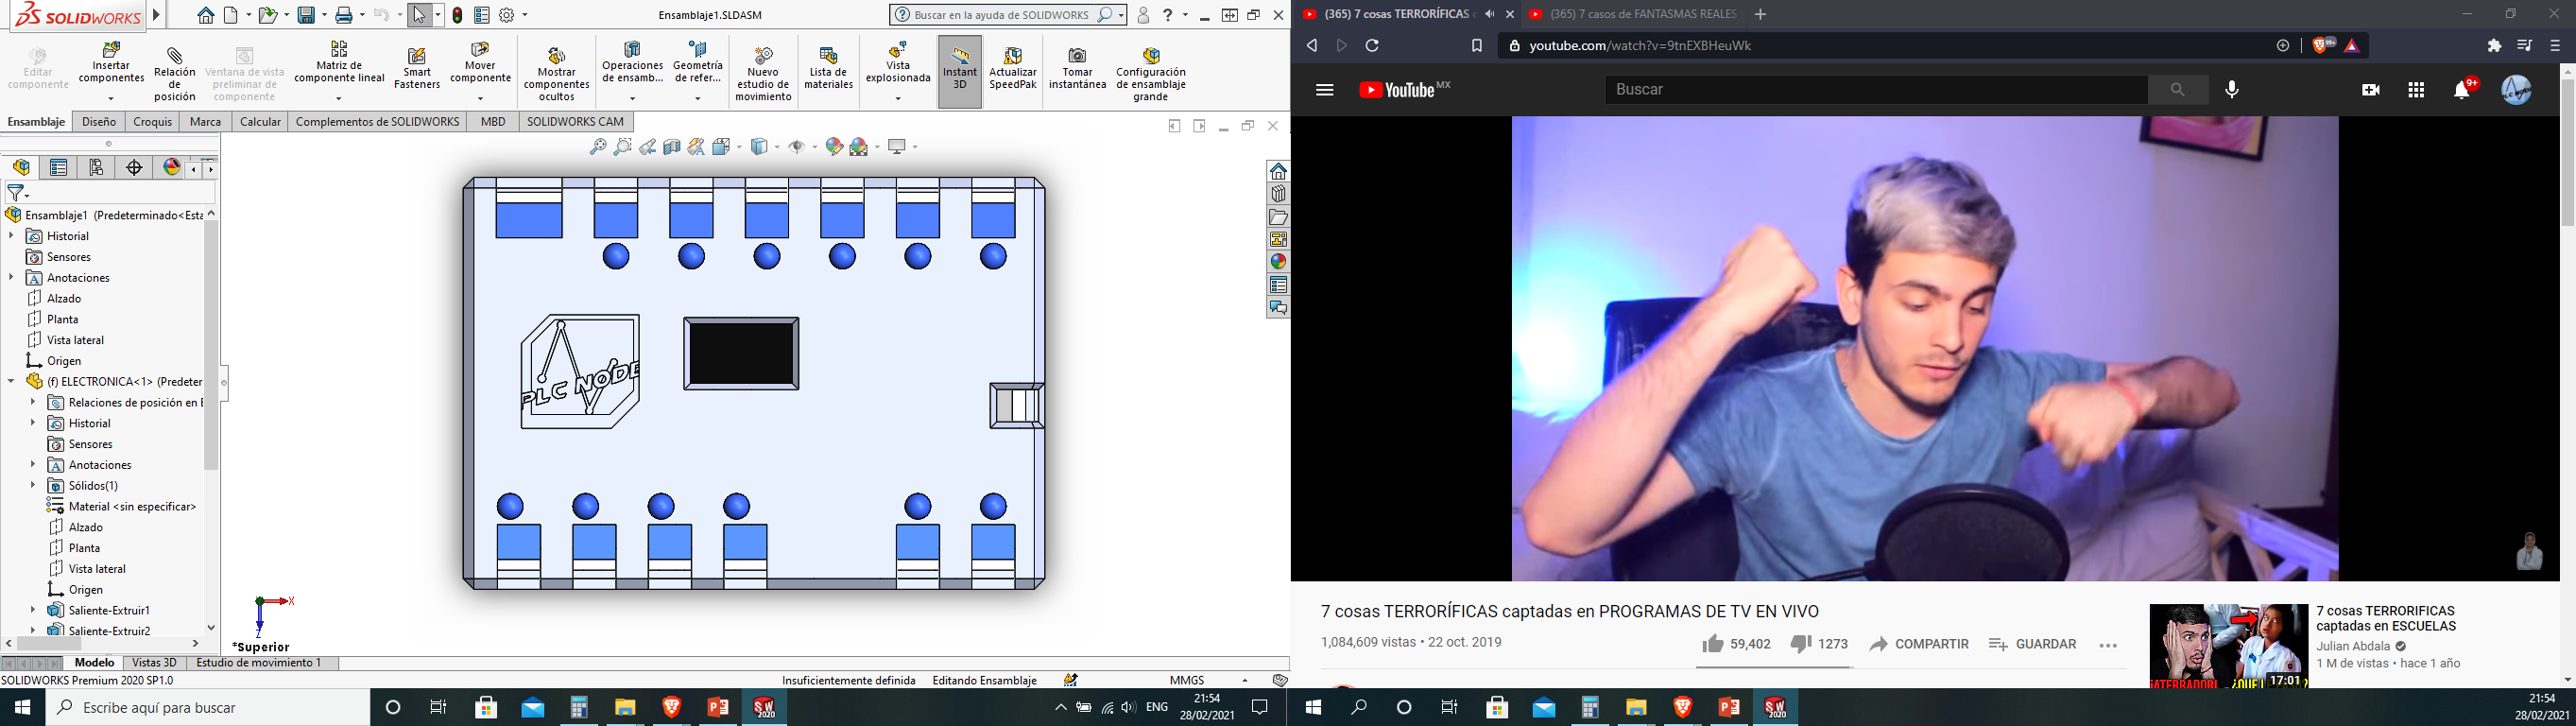 SOLIDWORKS
Ensamblaje1.SLDASM
Buscar en la ayuda de SOLIDWORKS
?
Editar
componente
Insertar
componentes
Relación
de
posición
Ventana de vista
preliminar de
componente
Matriz de
componente lineal
Smart
Fasteners
Mover
componente
Mostrar
componentes
ocultos
Operaciones
de ensamb...
Geometría
de refer...
Nuevo
estudio de
movimiento
Lista de
materiales
Vista
explosionada
Instant
3D
Actualizar
SpeedPak
Tomar
instantánea
Configuración
de ensamblaje
grande
Ensamblaje
Diseño
Croquis
Marca
Calcular
Complementos de SOLIDWORKS
MBD
SOLIDWORKS CAM
Ensamblaje1 (Predeterminado<Esta
Historial
Sensores
Anotaciones
Alzado
Planta
Vista lateral
Origen
(f) ELECTRONICA<1> (Predeter
Relaciones de posición en E
Historial
Sensores
Anotaciones
Sólidos(1)
Material <sin especificar>
Alzado
Planta
Vista lateral
Origen
Saliente-Extruir1
Saliente-Extruir2
PLC NODE
X
Z
*Superior
Modelo
Vistas 3D
Estudio de movimiento 1
SOLIDWORKS Premium 2020 SP1.0
Insuficientemente definida
Editando Ensamblaje
MMGS
Escribe aquí para buscar
ENG
21:54
28/02/2021
(365) 7 cosas TERRORÍFICAS
(365) 7 casos de FANTASMAS REALES
youtube.com/watch?v=9tnEXBHeuWk
99+
YouTube MX
Buscar
9+
7 cosas TERRORÍFICAS captadas en PROGRAMAS DE TV EN VIVO
1,084,609 vistas • 22 oct. 2019
59,402
1273
COMPARTIR
GUARDAR
17:01
7 cosas TERRORIFICAS
captadas en ESCUELAS
Julian Abdala
1 M de vistas • hace 1 año
21:54
28/02/2021